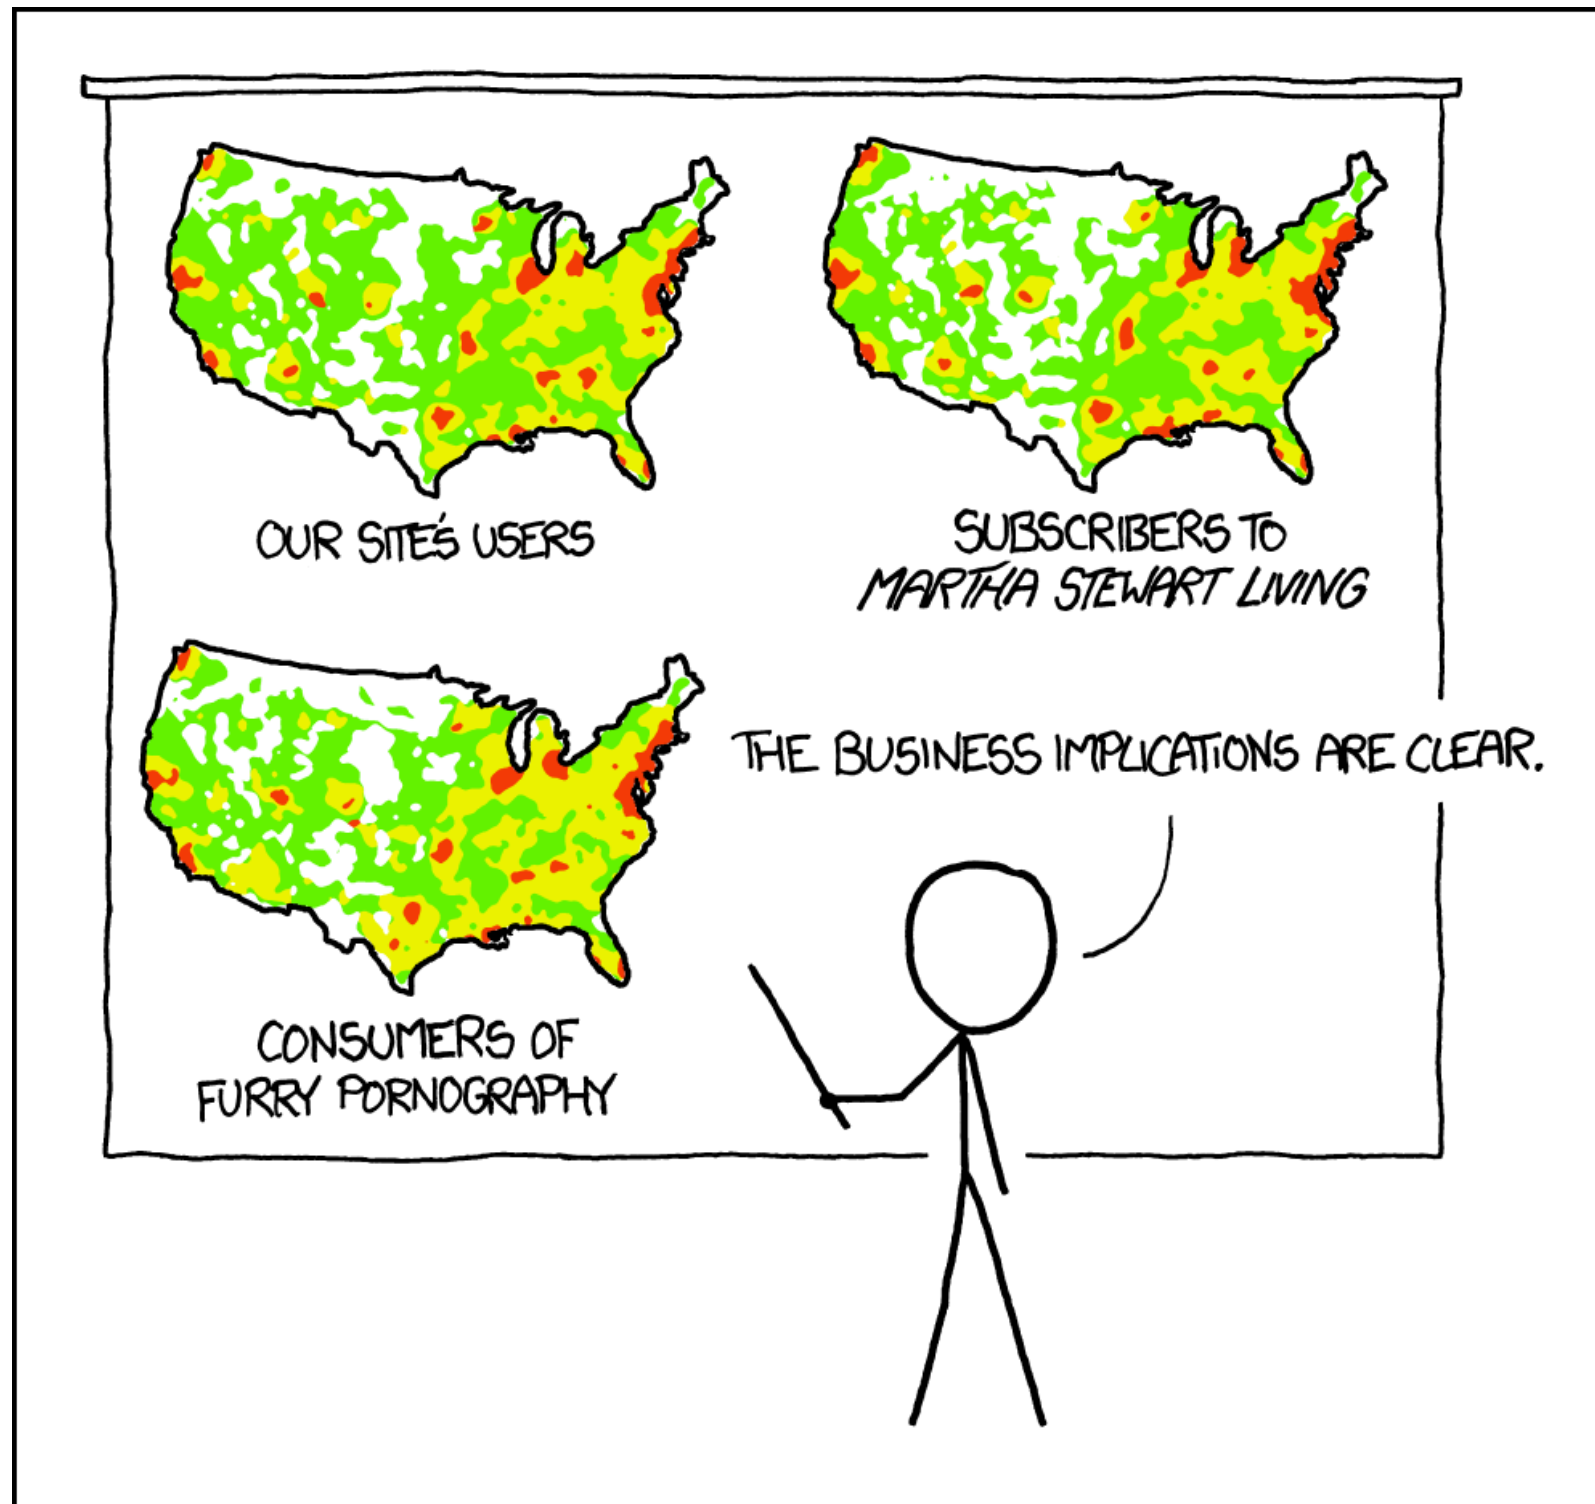 OUR SITE'S USERS
SUBSCRIBERS TO
MARTHA STEWART LIVING
CONSUMERS OF
FURRY PORNOGRAPHY
THE BUSINESS IMPLICATIONS ARE CLEAR.